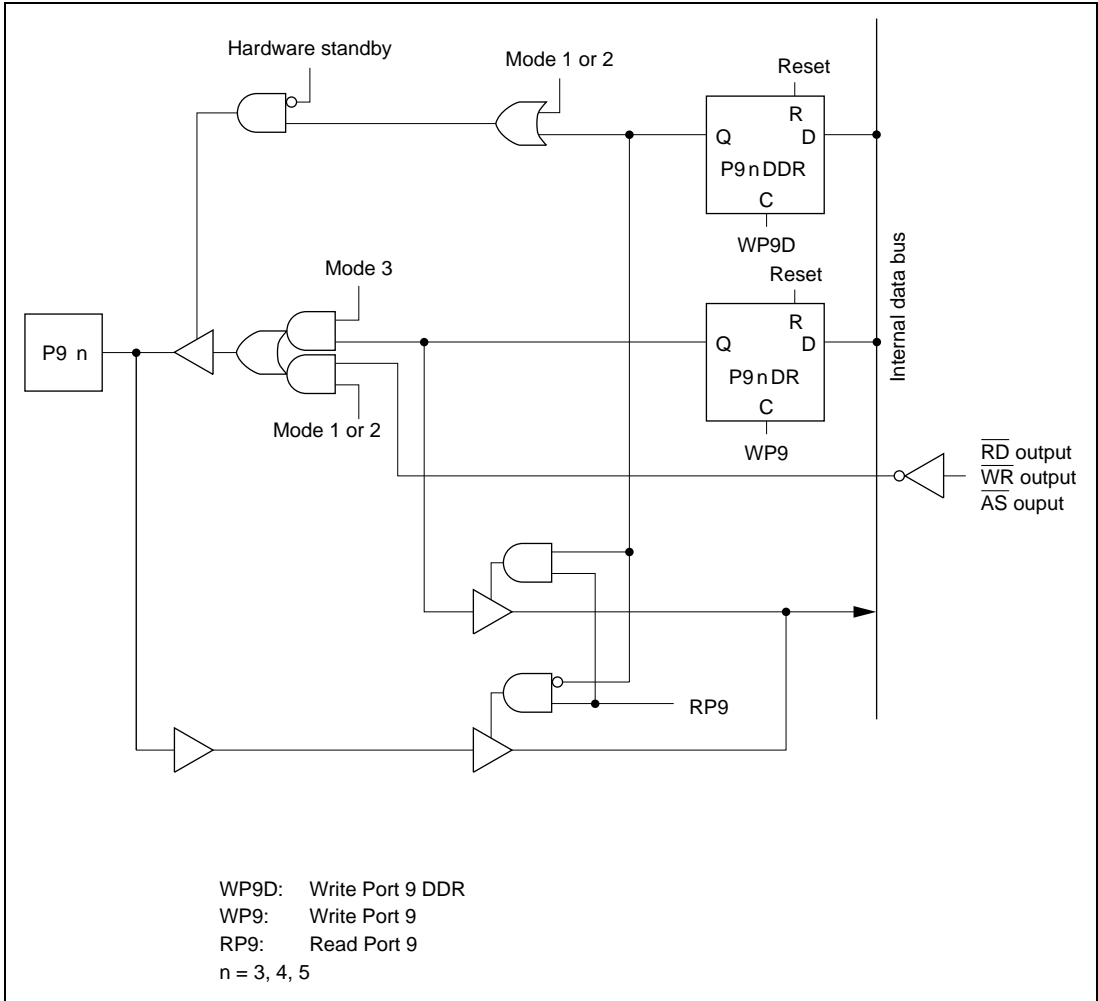 Hardware standby
Mode 1 or 2
Reset
R
Q D
P9 n DDR
C
WP9D
Mode 3
Reset
R
Q D
P9 n DR
C
WP9
P9 n
Mode 1 or 2
Internal data bus
RD output
WR output
AS ouput
RP9
WP9D: Write Port 9 DDR
WP9: Write Port 9
RP9: Read Port 9
n = 3, 4, 5